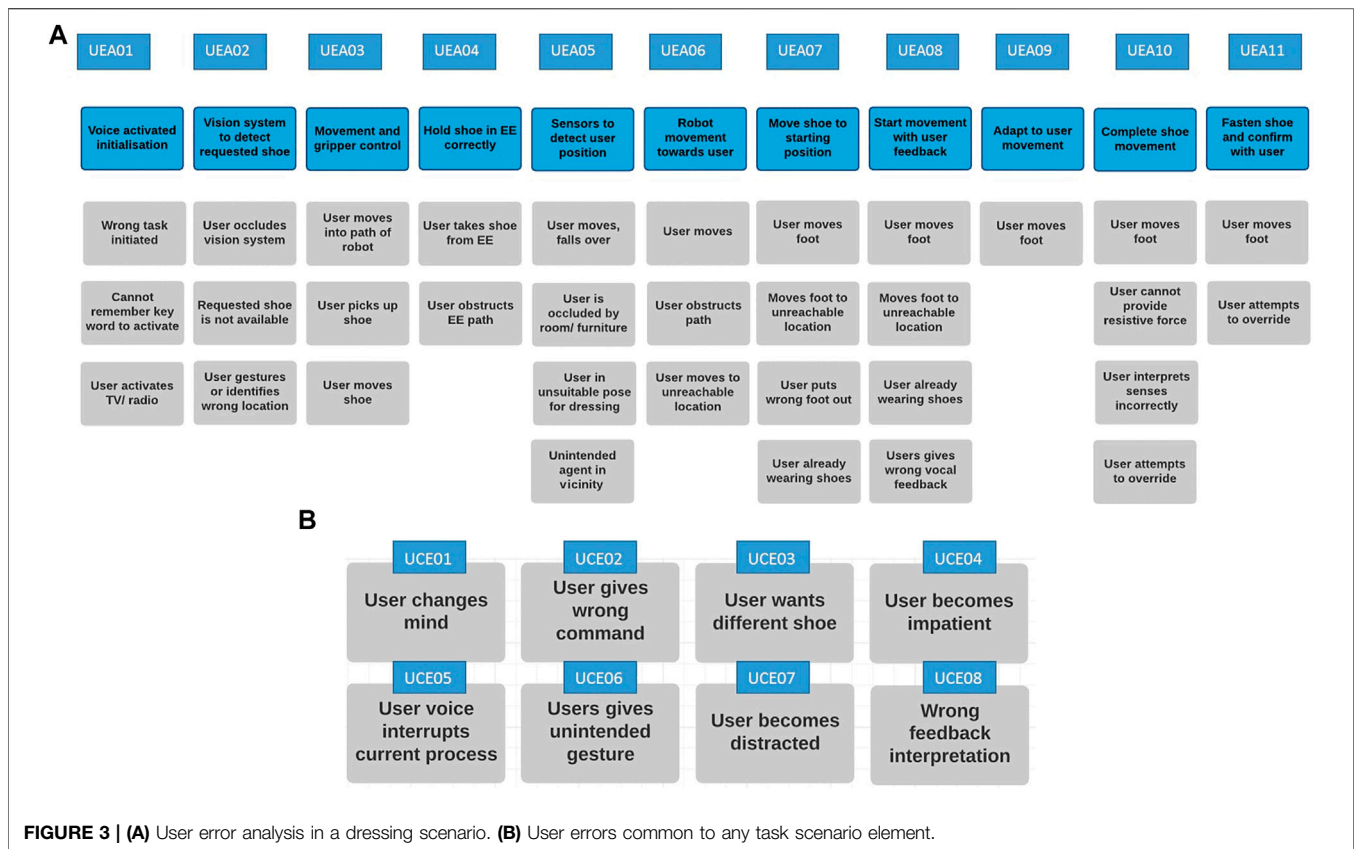 A
UEA01 UEA02 UEA03 UEA04 UEA05 UEA06 UEA07 UEA08 UEA09 UEA10 UEA11
Voice activated
initialisation
Vision system
to detect
requested shoe
Movement and
gripper control
Hold shoe in EE
correctly
Sensors to
detect user
position
Robot
movement
towards user
Move shoe to
starting
position
Start movement
with user
feedback
Adapt to user
movement
Complete shoe
movement
Fasten shoe
and confirm
with user
Wrong task
initiated
User occludes
vision system
User moves
into path of
robot
User takes shoe
from EE
User moves,
falls over
User moves
User moves
foot
User moves
foot
User moves
foot
User moves
foot
User moves
foot
Cannot
remember key
word to activate
Requested shoe
is not available
User picks up
shoe
User obstructs
EE path
User is
occluded by
room/ furniture
User obstructs
path
Moves foot to
unreachable
location
Moves foot to
unreachable
location
User cannot
provide
resistive force
User attempts
to override
User activates
TV/ radio
User gestures
or identifies
wrong location
User moves
shoe
User in
unsuitable pose
for dressing
User moves to
unreachable
location
User puts
wrong foot out
User already
wearing shoes
User interprets
senses
incorrectly
Unintended
agent in
vicinity
User already
wearing shoes
Users gives
wrong vocal
feedback
User attempts
to override
B
UCE01
User changes
mind
UCE02
User gives
wrong
command
UCE03
User wants
different shoe
UCE04
User becomes
impatient
UCE05
User voice
interrupts
current process
UCE06
Users gives
unintended
gesture
UCE07
User becomes
distracted
UCE08
Wrong
feedback
interpretation
FIGURE 3 | (A) User error analysis in a dressing scenario. (B) User errors common to any task scenario element.